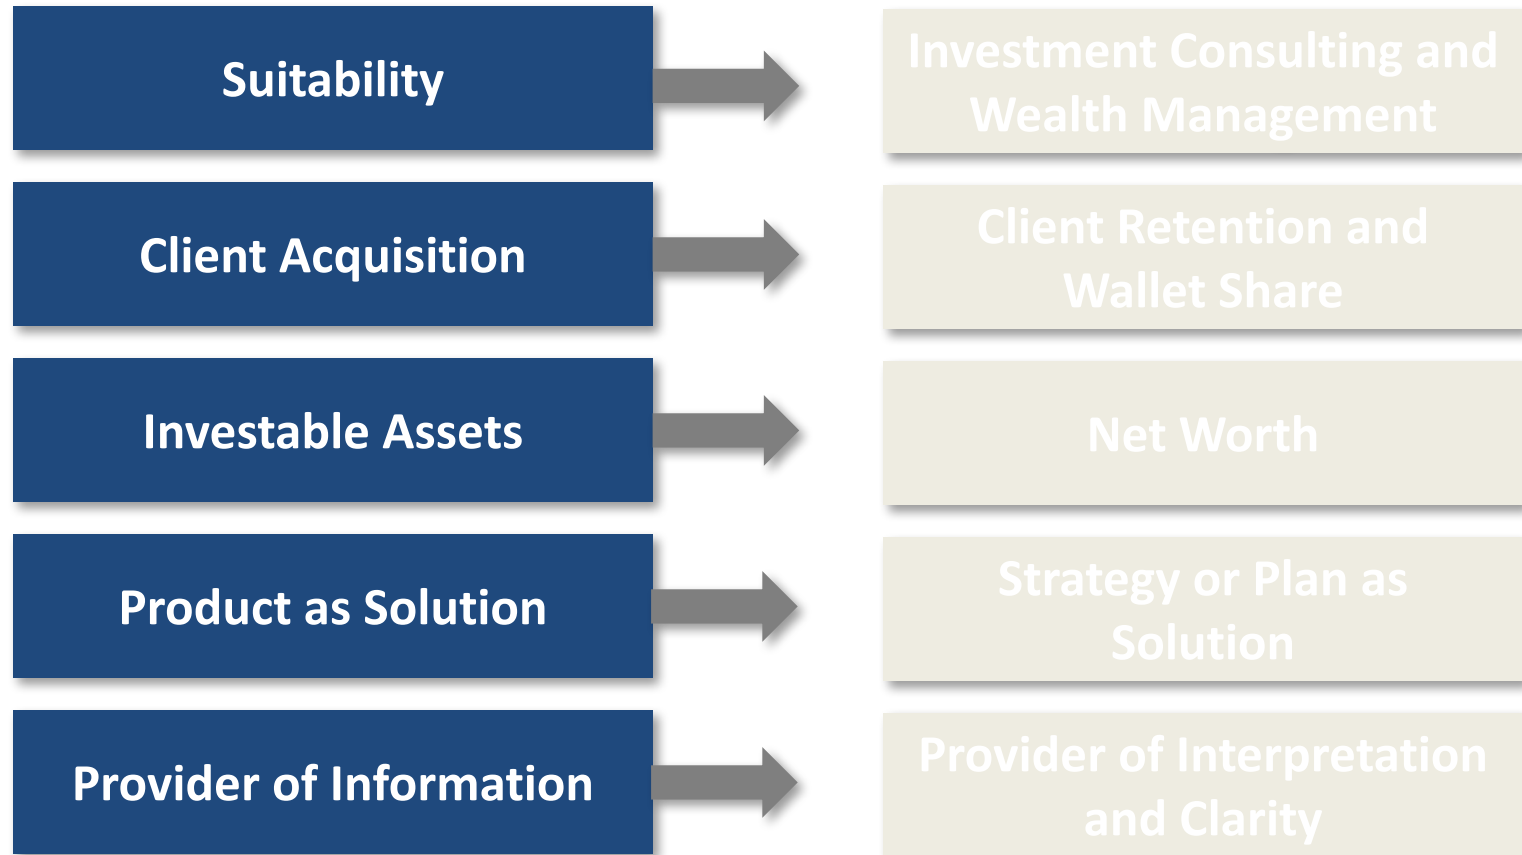 Suitability
Investment Consulting and
Wealth Management
Client Acquisition
Client Retention and
Wallet Share
Investable Assets
Net Worth
Product as Solution
Strategy or Plan as
Solution
Provider of Information
Provider of Interpretation
and Clarity